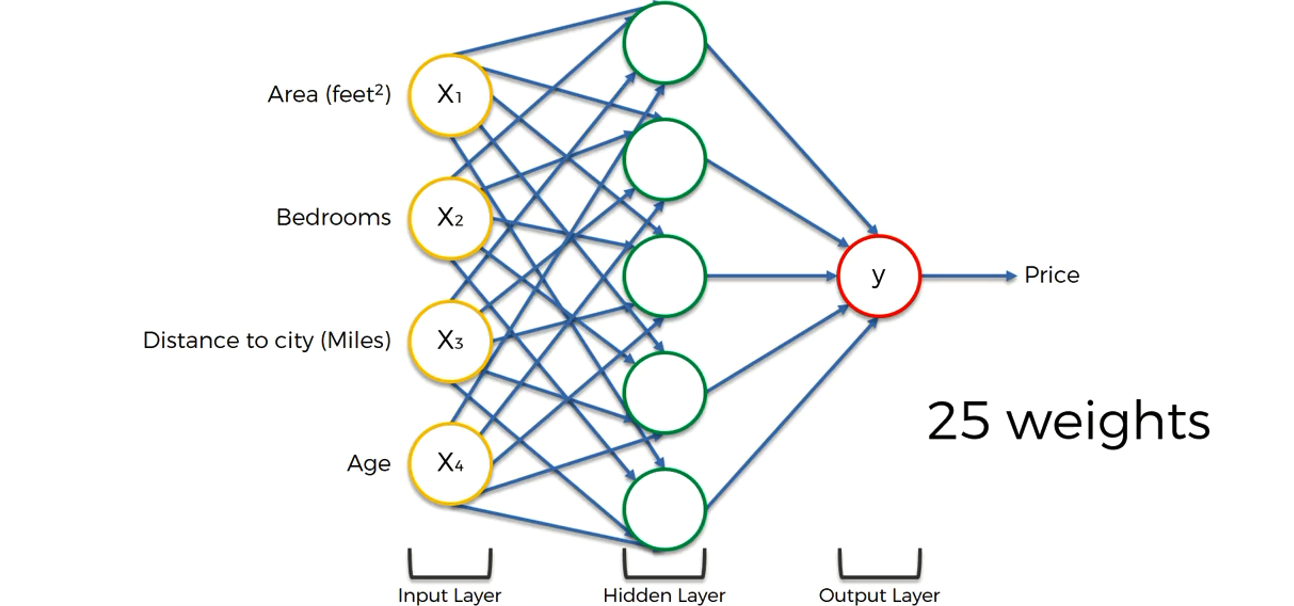 Area (feet²)
X₁
Bedrooms
X₂
Distance to city (Miles)
X₃
Age
X₄
y
Price
25 weights
Input Layer
Hidden Layer
Output Layer